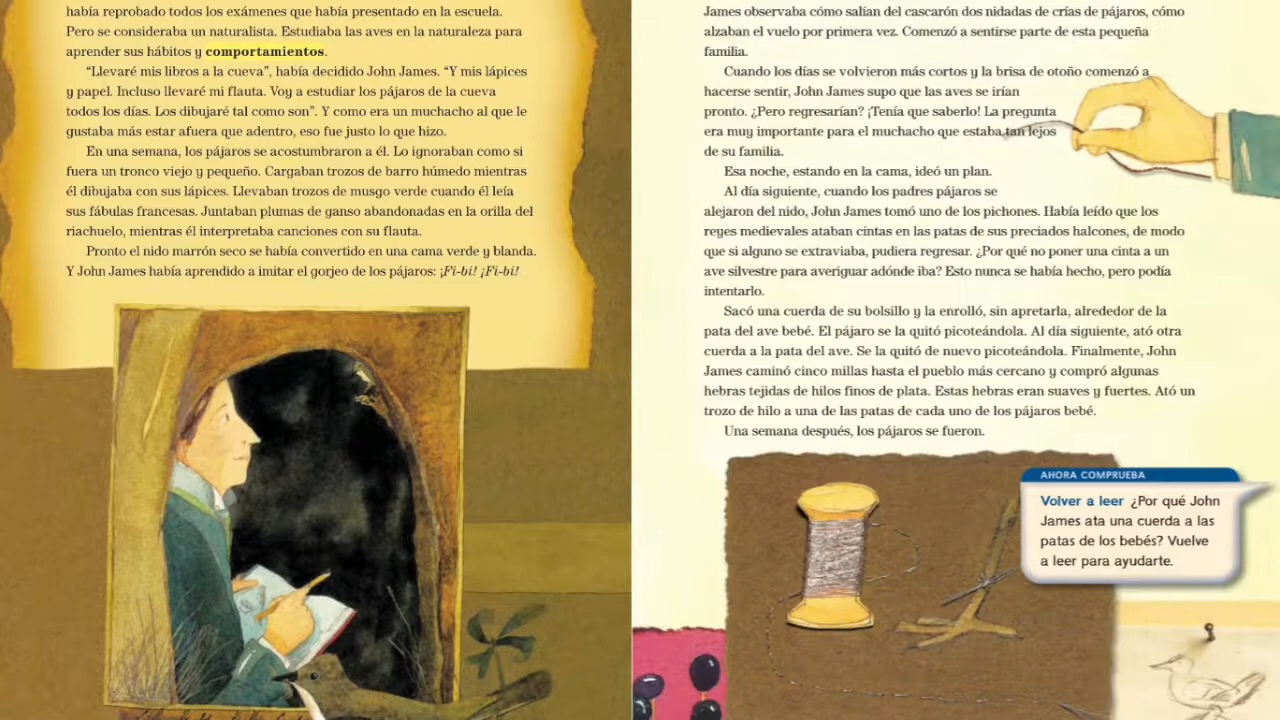 había reprobado todos los exámenes que había presentado en la escuela.
Pero se consideraba un naturalista. Estudiaba las aves en la naturaleza para
aprender sus hábitos y comportamientos.
“Llevaré mis libros a la cueva”, había decidido John James. “Y mis lápices
y papel. Incluso llevaré mi flauta. Voy a estudiar los pájaros de la cueva
todos los días. Los dibujaré tal como son”. Y como era un muchacho al que le
gustaba más estar afuera que adentro, eso fue justo lo que hizo.
En una semana, los pájaros se acostumbraron a él. Lo ignoraban como si
fuera un tronco viejo y pequeño. Cargaban trozos de barro húmedo mientras
él dibujaba con sus lápices. Llevaban trozos de musgo verde cuando él leía
sus fábulas francesas. Juntaban plumas de ganso abandonadas en la orilla del
riachuelo, mientras él interpretaba canciones con su flauta.
Pronto el nido marrón seco se había convertido en una cama verde y blanda.
Y John James había aprendido a imitar el gorjeo de los pájaros: ¡Fi-bi! ¡Fi-bi!
James observaba cómo salían del cascarón dos nidadas de crías de pájaros, cómo
alzaban el vuelo por primera vez. Comenzó a sentirse parte de esta pequeña
familia.
Cuando los días se volvieron más cortos y la brisa de otoño comenzó a
hacerse sentir, John James supo que las aves se irían
pronto. ¿Pero regresarían? ¡Tenía que saberlo! La pregunta
era muy importante para el muchacho que estaba tan lejos
de su familia.
Esa noche, estando en la cama, ideó un plan.
Al día siguiente, cuando los padres pájaros se
alejaron del nido, John James tomó uno de los pichones. Había leído que los
reyes medievales ataban cintas en las patas de sus preciados halcones, de modo
que si alguno se extraviaba, pudiera regresar. ¿Por qué no poner una cinta a un
ave silvestre para averiguar adónde iba? Esto nunca se había hecho, pero podía
intentarlo.
Sacó una cuerda de su bolsillo y la enrolló, sin apretarla, alrededor de la
pata del ave bebé. El pájaro se la quitó picoteándola. Al día siguiente, ató otra
cuerda a la pata del ave. Se la quitó de nuevo picoteándola. Finalmente, John
James caminó cinco millas hasta el pueblo más cercano y compró algunas
hebras tejidas de hilos finos de plata. Estas hebras eran suaves y fuertes. Ató un
trozo de hilo a una de las patas de cada uno de los pájaros bebé.
Una semana después, los pájaros se fueron.
AHORA COMPRUEBA
Volver a leer ¿Por qué John
James ata una cuerda a las
patas de los bebés? Vuelve
a leer para ayudarte.